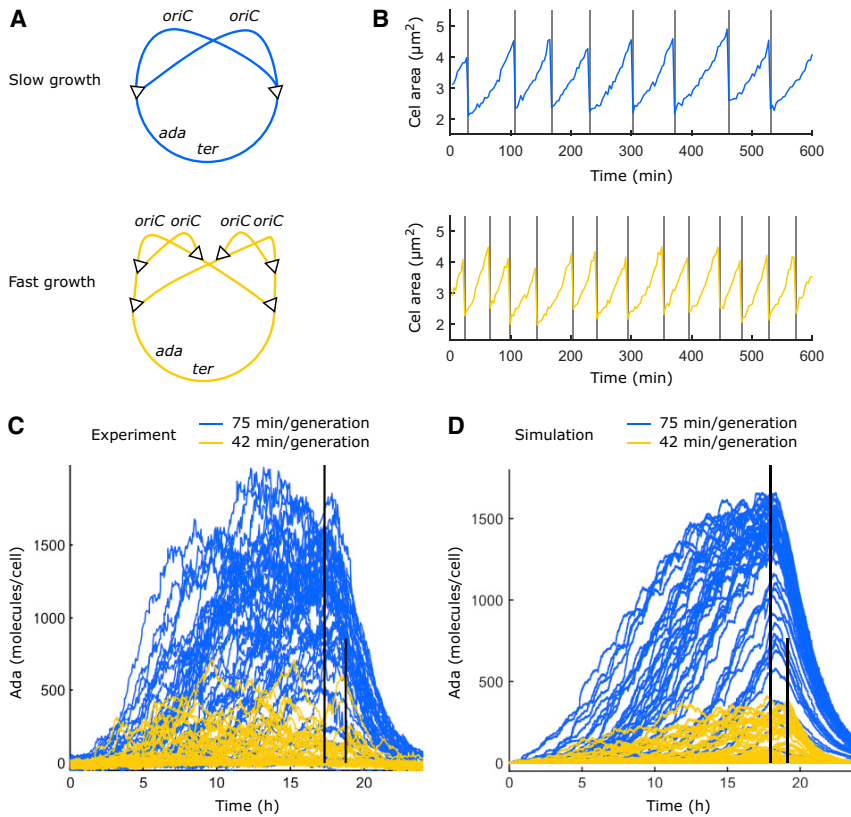 A
oriC oriC
Slow growth
ada
ter
oriC oriC oriC oriC
Fast growth
ada
ter
B
Cel area (µm²)
5
4
3
2
0 100 200 300 400 500 600
Time (min)
Cel area (µm²)
5
4
3
2
0 100 200 300 400 500 600
Time (min)
C
Experiment
75 min/generation
42 min/generation
Ada (molecules/cell)
1500
1000
500
0
0 5 10 15 20
Time (h)
D
Simulation
75 min/generation
42 min/generation
Ada (molecules/cell)
1500
1000
500
0
0 5 10 15 20
Time (h)